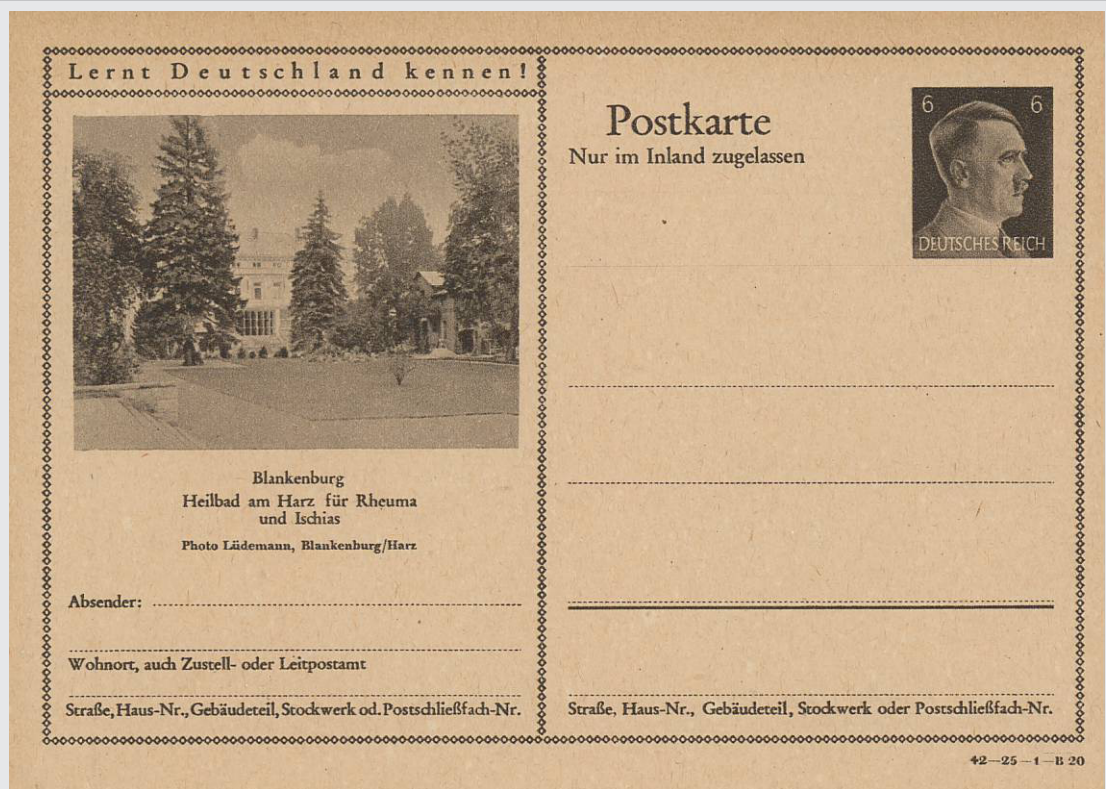 Lernt Deutschland kennen!
Blankenburg
Heilbad am Harz für Rheuma
und Ischias
Photo Lüdemann, Blankenburg/Harz
Absender:
Wohnort, auch Zustell- oder Leitpostamt
Straße, Haus-Nr., Gebäudeteil, Stockwerk od. Postschließfach-Nr.
Postkarte
Nur im Inland zugelassen
6 6
DEUTSCHES REICH
Straße, Haus-Nr., Gebäudeteil, Stockwerk oder Postschließfach-Nr.
42—25—1—B 20